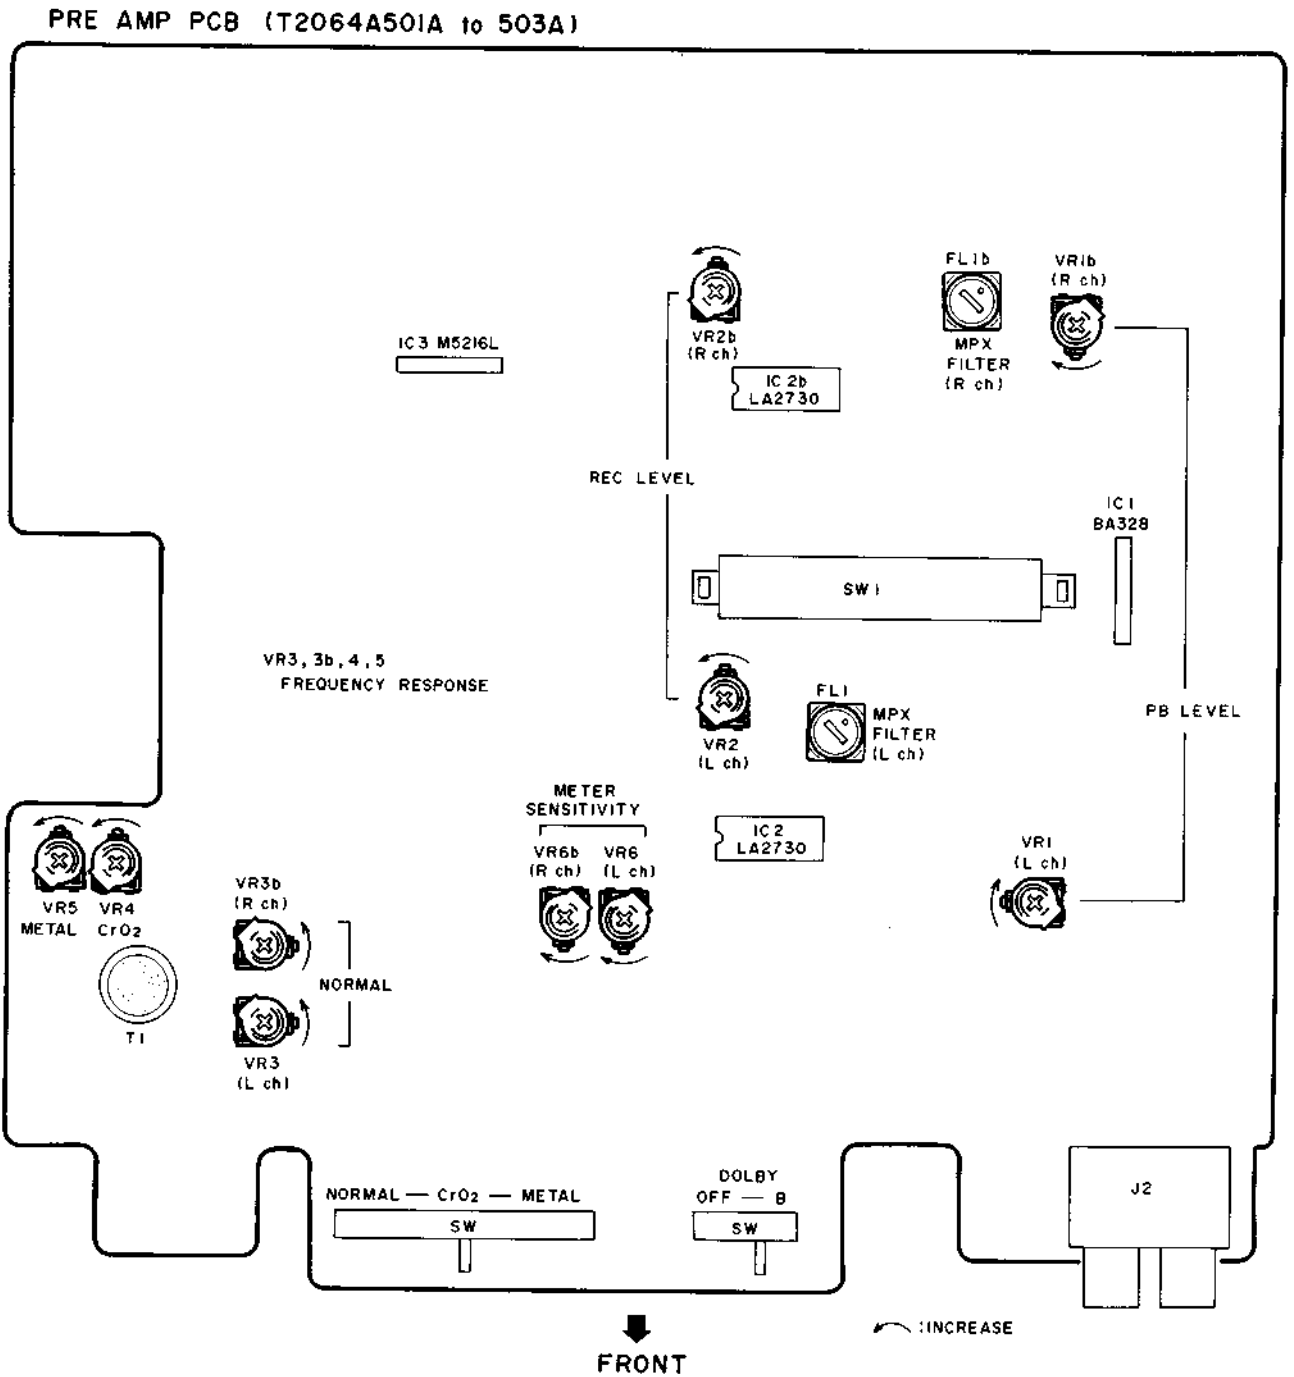 PRE AMP PCB (T2064A501A to 503A)
FL1b
VR1b
(R ch)
VR2b
(R ch)
IC3 M5216L
MPX
FILTER
(R ch)
IC 2b
LA2730
REC LEVEL
IC1
BA328
SW1
VR3, 3b, 4, 5
FREQUENCY RESPONSE
FL1
MPX
FILTER
(L ch)
PB LEVEL
VR2
(L ch)
METER
SENSITIVITY
IC2
LA2730
VR6b
(R ch)
VR6
(L ch)
VR1
(L ch)
VR5
METAL
VR4
CrO2
VR3b
(R ch)
NORMAL
T1
VR3
(L ch)
NORMAL — CrO2 — METAL
SW
DOLBY
OFF — B
SW
J2
:INCREASE
FRONT